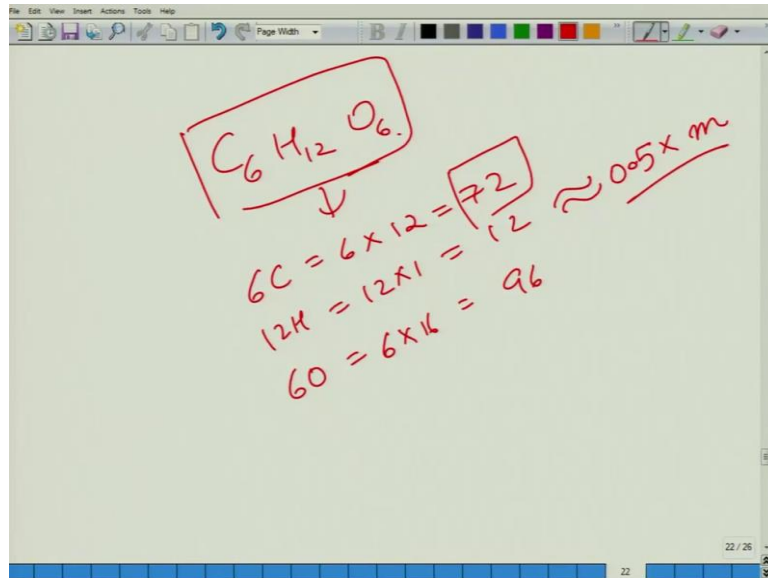 File Edit View Insert Actions Tools Help
Page Width
B I
C6 H12 O6.
6C = 6 × 12 = 72 ≈ 0.5 × m
12H = 12×1 = 12
6O = 6×16 = 96
22 / 26
22